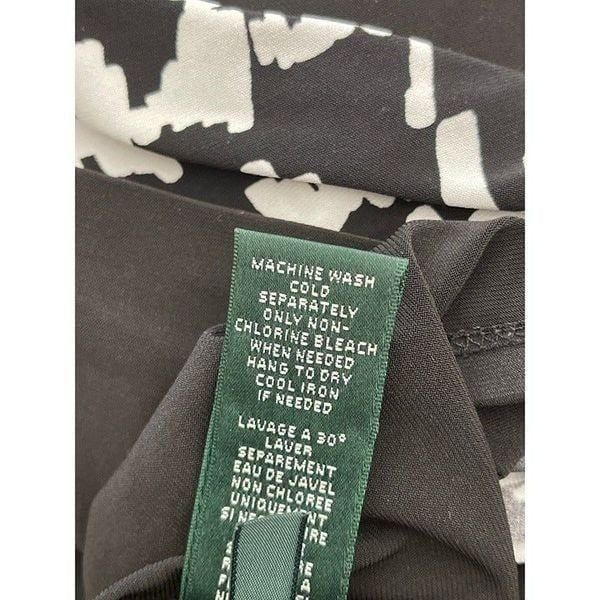 MACHINE WASH
COLD
SEPARATELY
ONLY NON-
CHLORINE BLEACH
WHEN NEEDED
HANG TO DRY
COOL IRON
IF NEEDED
LAVAGE A 30°
LAVER
SEPAREMENT
EAU DE JAVEL
NON CHLOREE
UNIQUEMENT
SI